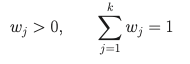 $w_j > 0, \qquad \sum_{j=1}^{k} w_j = 1$